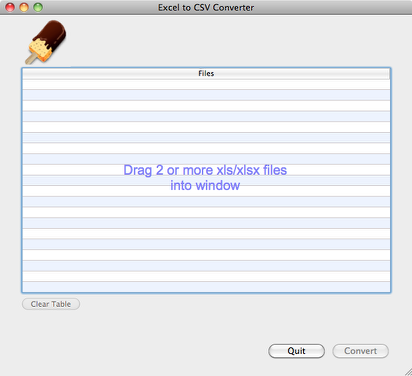 Excel to CSV Converter
Files
Drag 2 or more xls/xlsx files
into window
Clear Table
Quit
Convert